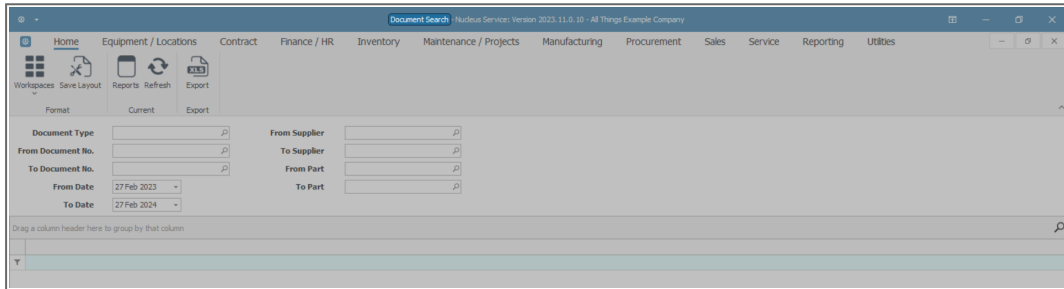 Document Search - Nucleus Service: Version 2023.11.0.10 - All Things Example Company
Home Equipment / Locations Contract Finance / HR Inventory Maintenance / Projects Manufacturing Procurement Sales Service Reporting Utilities
Workspaces Save Layout Reports Refresh XLS Export
Format Current Export
Document Type From Supplier
From Document No. To Supplier
To Document No. From Part
From Date 27 Feb 2023 To Part
To Date 27 Feb 2024
Drag a column header here to group by that column